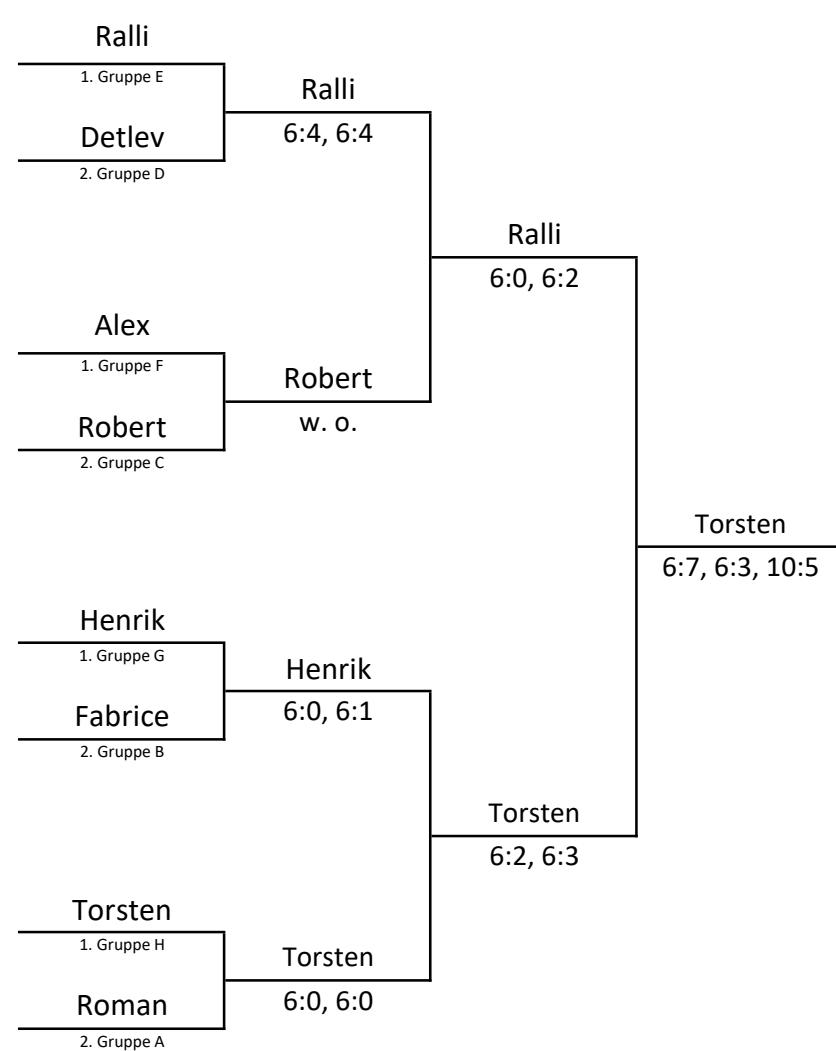 Ralli
1. Gruppe E
Ralli
6:4, 6:4
Detlev
2. Gruppe D
Ralli
6:0, 6:2
Alex
1. Gruppe F
Robert
w. o.
Robert
2. Gruppe C
Torsten
6:7, 6:3, 10:5
Henrik
1. Gruppe G
Henrik
6:0, 6:1
Fabrice
2. Gruppe B
Torsten
6:2, 6:3
Torsten
1. Gruppe H
Torsten
6:0, 6:0
Roman
2. Gruppe A